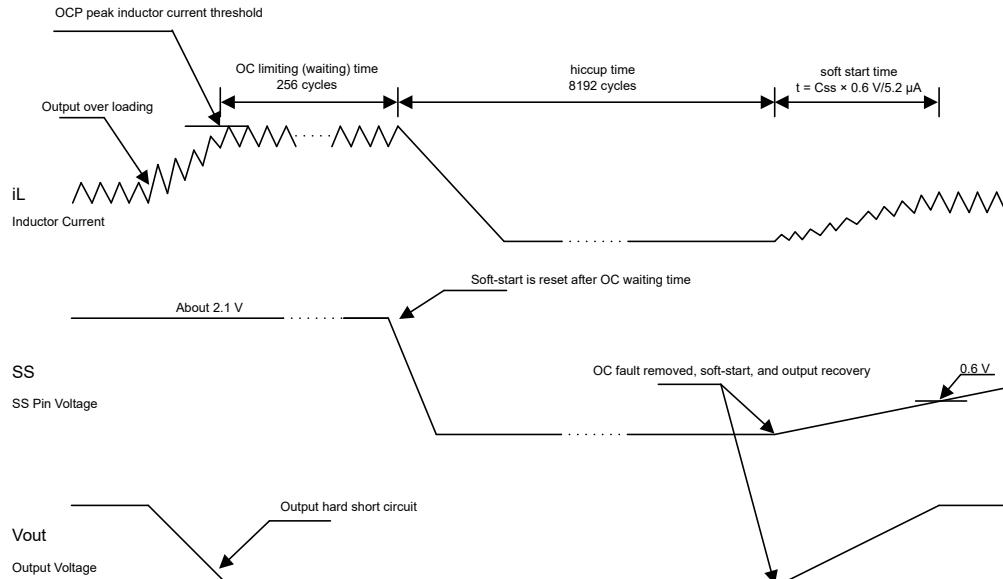 OCP peak inductor current threshold
OC limiting (waiting) time
256 cycles
hiccup time
8192 cycles
soft start time
t = Css × 0.6 V/5.2 µA
Output over loading
iL
Inductor Current
Soft-start is reset after OC waiting time
About 2.1 V
SS
SS Pin Voltage
OC fault removed, soft-start, and output recovery
0.6 V
Output hard short circuit
Vout
Output Voltage